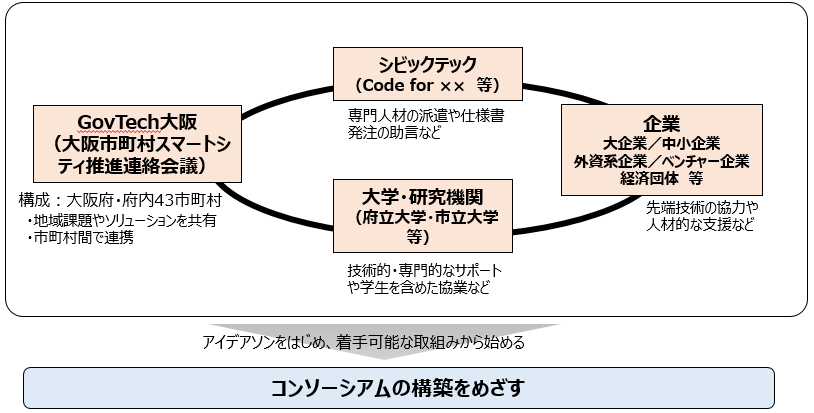 シビックテック
（Code for ×× 等）
専門人材の派遣や仕様書
発注の助言など
GovTech大阪
（大阪市町村スマートシ
ティ推進連絡会議）
構成：大阪府・府内43市町村
・地域課題やソリューションを共有
・市町村間で連携
企業
大企業／中小企業
外資系企業／ベンチャー企業
経済団体 等
先端技術の協力や
人材的な支援など
大学・研究機関
（府立大学・市立大学
等）
技術的・専門的なサポート
や学生を含めた協業など
アイデアソンをはじめ、着手可能な取組みから始める
コンソーシアムの構築をめざす